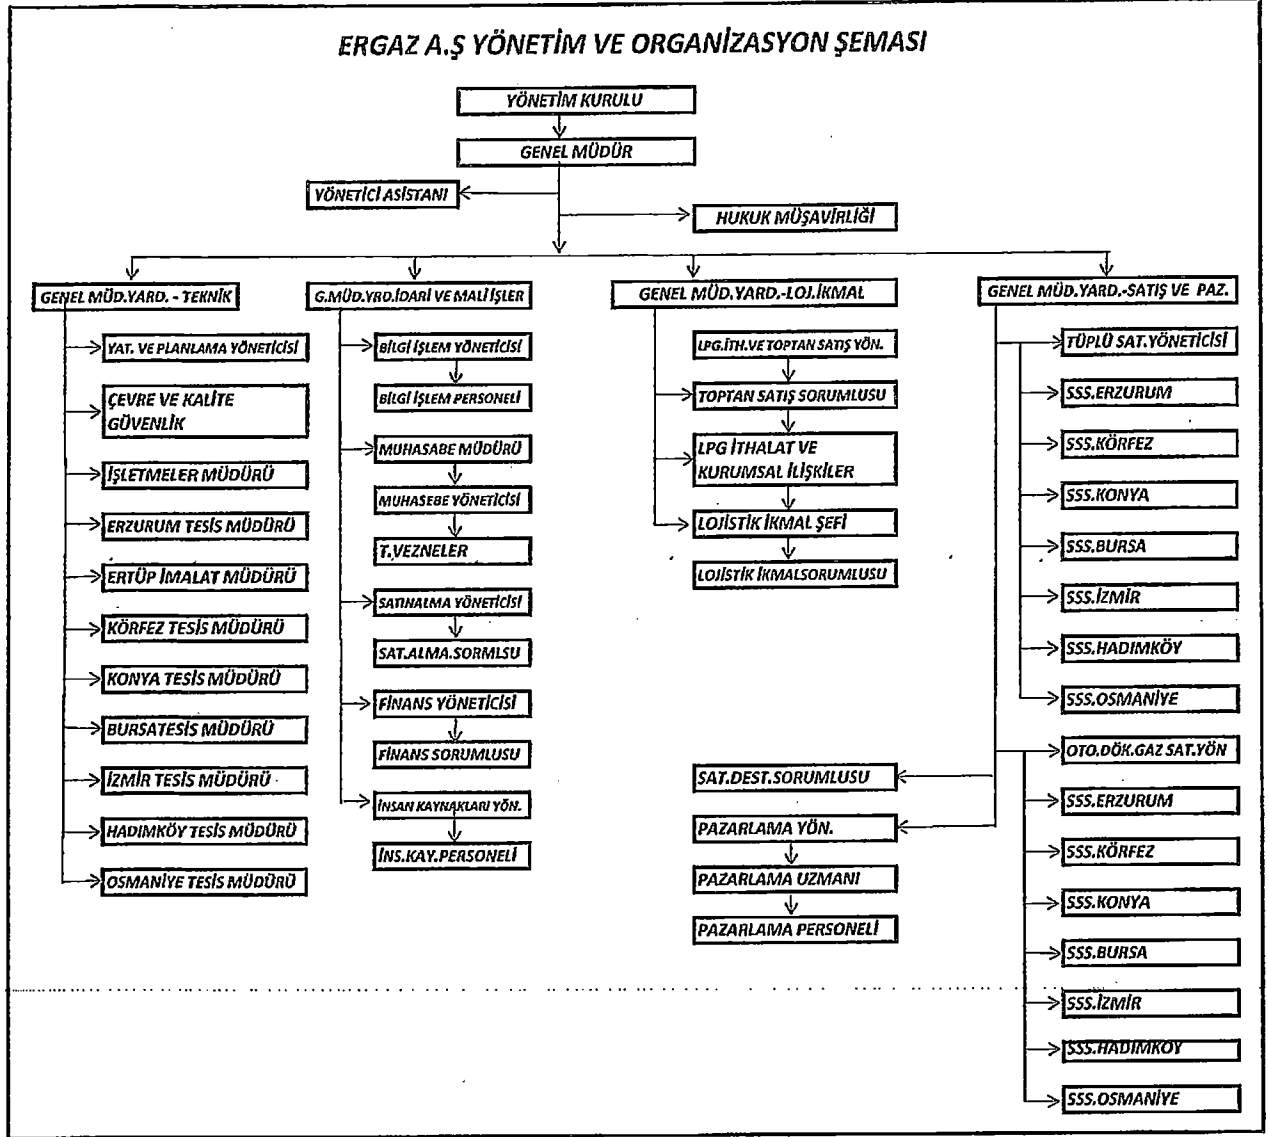 ERGAZ A.Ş YÖNETİM VE ORGANİZASYON ŞEMASI
YÖNETİM KURULU
GENEL MÜDÜR
YÖNETİCİ ASİSTANI
HUKUK MÜŞAVİRLİĞİ
GENEL MÜD.YARD. - TEKNİK
YAT. VE PLANLAMA YÖNETİCİSİ
ÇEVRE VE KALİTE
GÜVENLİK
İŞLETMELER MÜDÜRÜ
ERZURUM TESİS MÜDÜRÜ
ERTÜP İMALAT MÜDÜRÜ
KÖRFEZ TESİS MÜDÜRÜ
KONYA TESİS MÜDÜRÜ
BURSATESİS MÜDÜRÜ
İZMİR TESİS MÜDÜRÜ
HADIMKÖY TESİS MÜDÜRÜ
OSMANİYE TESİS MÜDÜRÜ
G.MÜD.YRD.İDARİ VE MALİ İŞLER
BİLGİ İŞLEM YÖNETİCİSİ
BİLGİ İŞLEM PERSONELİ
MUHASABE MÜDÜRÜ
MUHASEBE YÖNETİCİSİ
T.VEZNELER
SATINALMA YÖNETİCİSİ
SAT.ALMA.SORMLSU
FİNANS YÖNETİCİSİ
FİNANS SORUMLUSU
İNSAN KAYNAKLARI YÖN.
İNS.KAY.PERSONELİ
GENEL MÜD.YARD.-LOJ.İKMAL
LPG.İTH.VE TOPTAN SATIŞ YÖN.
TOPTAN SATIŞ SORUMLUSU
LPG İTHALAT VE
KURUMSAL İLİŞKİLER
LOJİSTİK İKMAL ŞEFİ
LOJİSTİK İKMALSORUMLUSU
GENEL MÜD.YARD.-SATIŞ VE PAZ.
TÜPLÜ SAT.YÖNETİCİSİ
SSS.ERZURUM
SSS.KÖRFEZ
SSS.KONYA
SSS.BURSA
SSS.İZMİR
SSS.HADIMKÖY
SSS.OSMANİYE
SAT.DEST.SORUMLUSU
PAZARLAMA YÖN.
PAZARLAMA UZMANI
PAZARLAMA PERSONELİ
OTO.DÖK.GAZ SAT.YÖN
SSS.ERZURUM
SSS.KÖRFEZ
SSS.KONYA
SSS.BURSA
SSS.İZMİR
SSS.HADIMKÖY
SSS.OSMANİYE